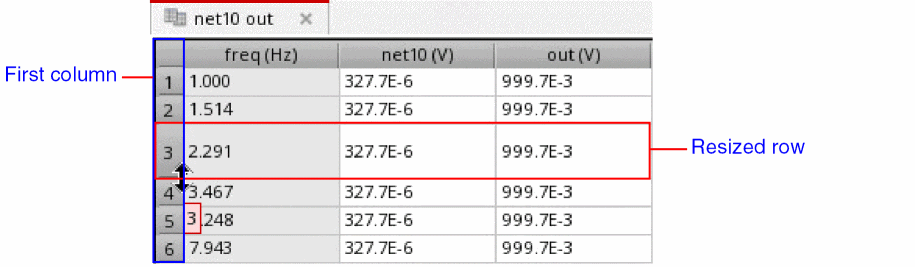 net10 out
freq (Hz) net10 (V) out (V)
First column
1 1.000 327.7E-6 999.7E-3
2 1.514 327.7E-6 999.7E-3
3 2.291 327.7E-6 999.7E-3
Resized row
4 3.467 327.7E-6 999.7E-3
5 3 .248 327.7E-6 999.7E-3
6 7.943 327.7E-6 999.7E-3